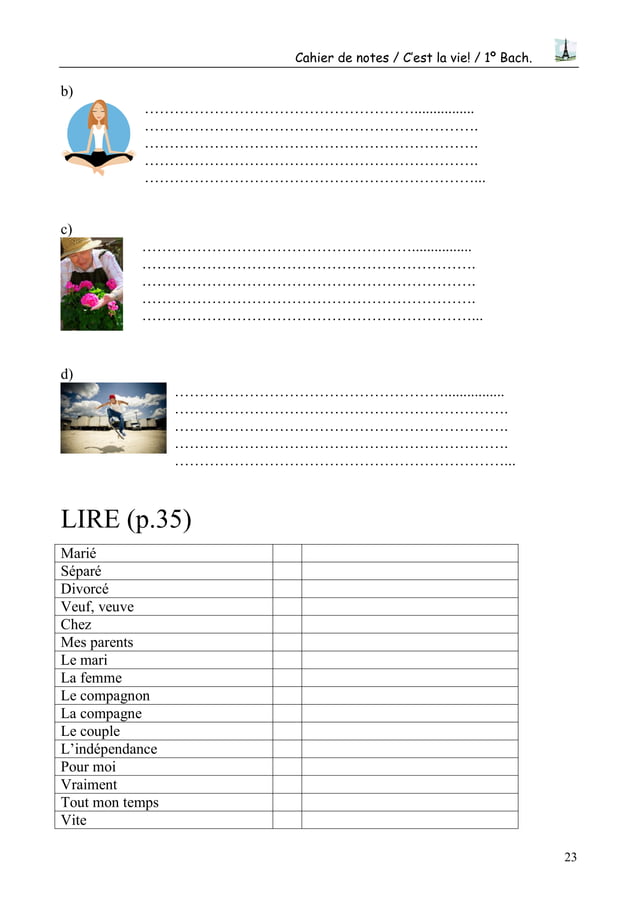 Cahier de notes / C'est la vie! / 1º Bach.
b)
…………………………………………………................
………………………………………………………….
………………………………………………………….
………………………………………………………….
…………………………………………………………...
c)
…………………………………………………................
………………………………………………………….
………………………………………………………….
………………………………………………………….
…………………………………………………………...
d)
…………………………………………………................
………………………………………………………….
………………………………………………………….
………………………………………………………….
…………………………………………………………...
LIRE (p.35)
Marié
Séparé
Divorcé
Veuf, veuve
Chez
Mes parents
Le mari
La femme
Le compagnon
La compagne
Le couple
L'indépendance
Pour moi
Vraiment
Tout mon temps
Vite
23